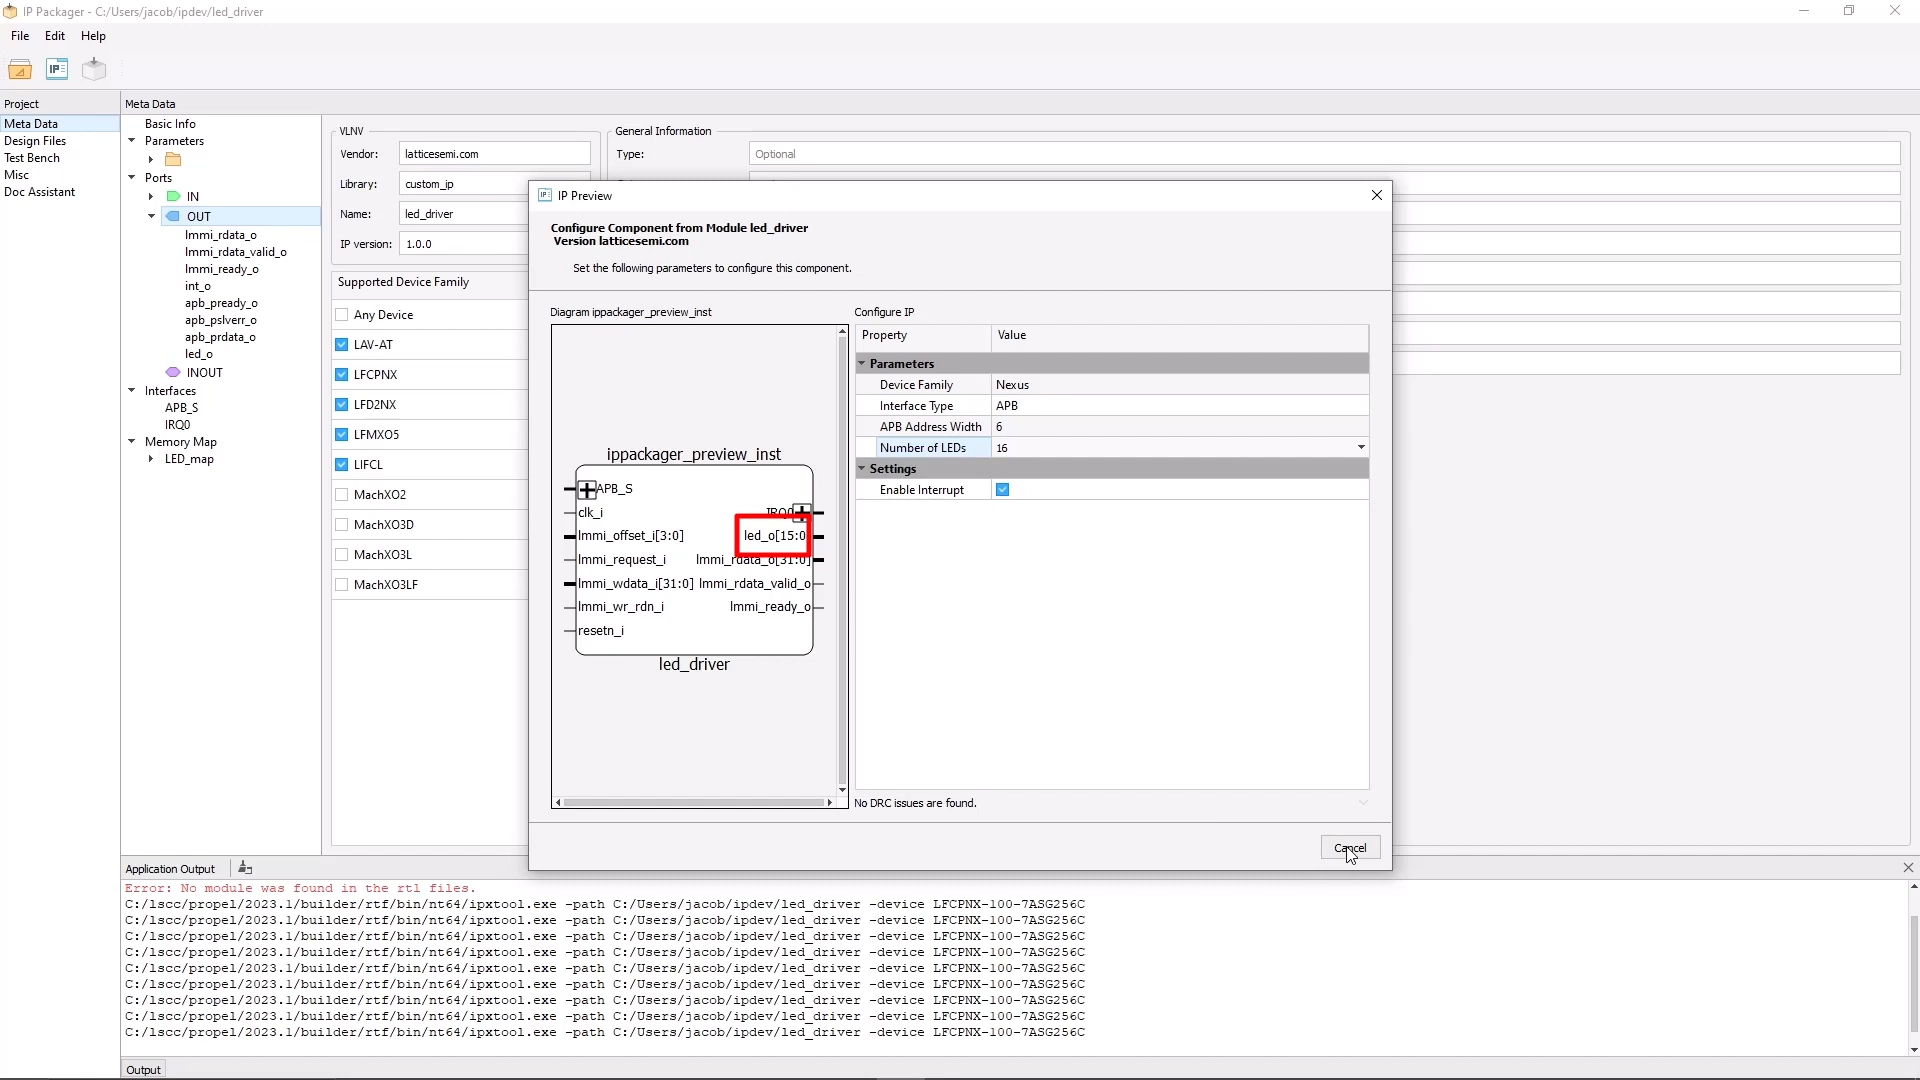 IP Packager - C:/Users/jacob/ipdev/led_driver
File Edit Help
Project
Meta Data
Design Files
Test Bench
Misc
Doc Assistant
Meta Data
Basic Info
Parameters
Ports
IN
OUT
lmmi_rdata_o
lmmi_rdata_valid_o
lmmi_ready_o
int_o
apb_pready_o
apb_pslverr_o
apb_prdata_o
led_o
INOUT
Interfaces
APB_S
IRQ0
Memory Map
LED_map
VLNV
Vendor: latticesemi.com
Library: custom_ip
Name: led_driver
IP version: 1.0.0
General Information
Type: Optional
Supported Device Family
Any Device
LAV-AT
LFCPNX
LFD2NX
LFMXO5
LIFCL
MachXO2
MachXO3D
MachXO3L
MachXO3LF
IP Preview
Configure Component from Module led_driver
Version latticesemi.com
Set the following parameters to configure this component.
Diagram ippackager_preview_inst
ippackager_preview_inst
APB_S
clk_i IRQ0
lmmi_offset_i[3:0] led_o[15:0
lmmi_request_i lmmi_rdata_o[31:0]
lmmi_wdata_i[31:0] lmmi_rdata_valid_o
lmmi_wr_rdn_i lmmi_ready_o
resetn_i
led_driver
Configure IP
Property Value
Parameters
Device Family Nexus
Interface Type APB
APB Address Width 6
Number of LEDs 16
Settings
Enable Interrupt
No DRC issues are found.
Cancel
Application Output
Error: No module was found in the rtl files.
C:/lscc/propel/2023.1/builder/rtf/bin/nt64/ipxtool.exe -path C:/Users/jacob/ipdev/led_driver -device LFCPNX-100-7ASG256C
C:/lscc/propel/2023.1/builder/rtf/bin/nt64/ipxtool.exe -path C:/Users/jacob/ipdev/led_driver -device LFCPNX-100-7ASG256C
C:/lscc/propel/2023.1/builder/rtf/bin/nt64/ipxtool.exe -path C:/Users/jacob/ipdev/led_driver -device LFCPNX-100-7ASG256C
C:/lscc/propel/2023.1/builder/rtf/bin/nt64/ipxtool.exe -path C:/Users/jacob/ipdev/led_driver -device LFCPNX-100-7ASG256C
C:/lscc/propel/2023.1/builder/rtf/bin/nt64/ipxtool.exe -path C:/Users/jacob/ipdev/led_driver -device LFCPNX-100-7ASG256C
C:/lscc/propel/2023.1/builder/rtf/bin/nt64/ipxtool.exe -path C:/Users/jacob/ipdev/led_driver -device LFCPNX-100-7ASG256C
C:/lscc/propel/2023.1/builder/rtf/bin/nt64/ipxtool.exe -path C:/Users/jacob/ipdev/led_driver -device LFCPNX-100-7ASG256C
C:/lscc/propel/2023.1/builder/rtf/bin/nt64/ipxtool.exe -path C:/Users/jacob/ipdev/led_driver -device LFCPNX-100-7ASG256C
C:/lscc/propel/2023.1/builder/rtf/bin/nt64/ipxtool.exe -path C:/Users/jacob/ipdev/led_driver -device LFCPNX-100-7ASG256C
Output